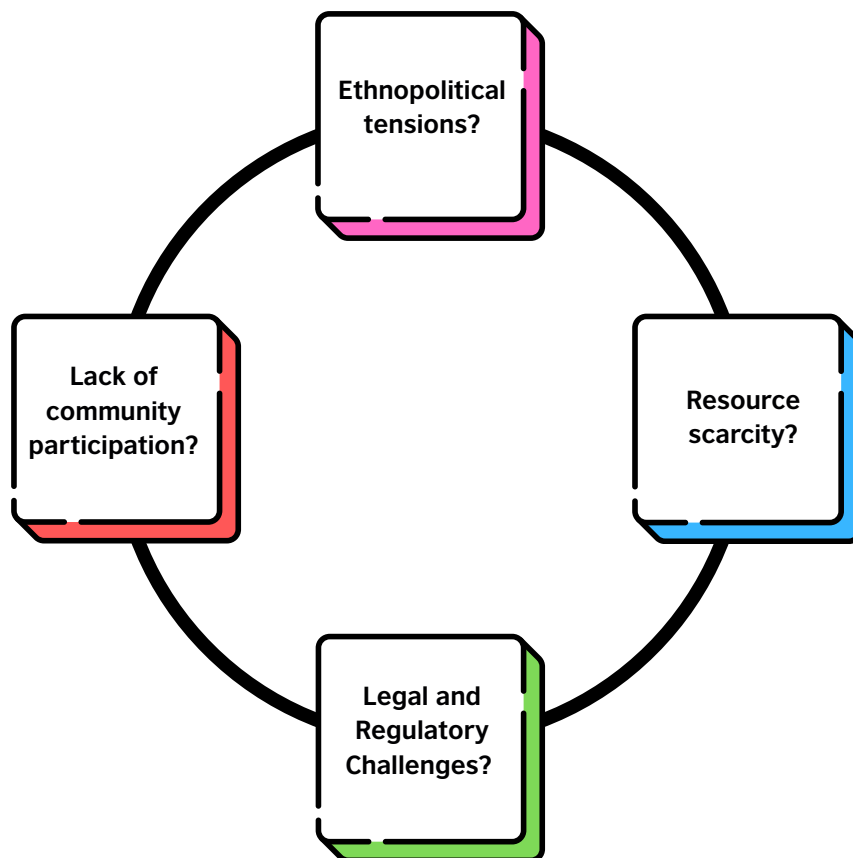 Ethnopolitical
tensions?
Lack of
community
participation?
Resource
scarcity?
Legal and
Regulatory
Challenges?